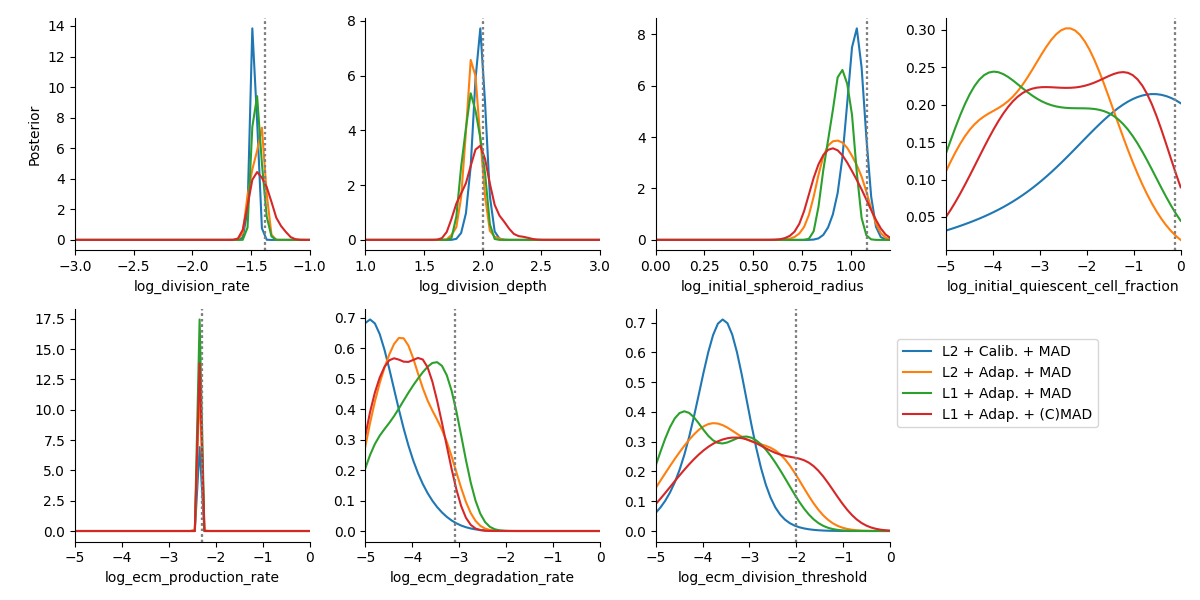 Posterior
14
12
10
8
6
4
2
0
−3.0 −2.5 −2.0 −1.5 −1.0
log_division_rate
8
6
4
2
0
1.0 1.5 2.0 2.5 3.0
log_division_depth
8
6
4
2
0
0.00 0.25 0.50 0.75 1.00
log_initial_spheroid_radius
0.30
0.25
0.20
0.15
0.10
0.05
−5 −4 −3 −2 −1 0
log_initial_quiescent_cell_fraction
17.5
15.0
12.5
10.0
7.5
5.0
2.5
0.0
−5 −4 −3 −2 −1 0
log_ecm_production_rate
0.7
0.6
0.5
0.4
0.3
0.2
0.1
0.0
−5 −4 −3 −2 −1 0
log_ecm_degradation_rate
0.7
0.6
0.5
0.4
0.3
0.2
0.1
0.0
−5 −4 −3 −2 −1 0
log_ecm_division_threshold
L2 + Calib. + MAD
L2 + Adap. + MAD
L1 + Adap. + MAD
L1 + Adap. + (C)MAD